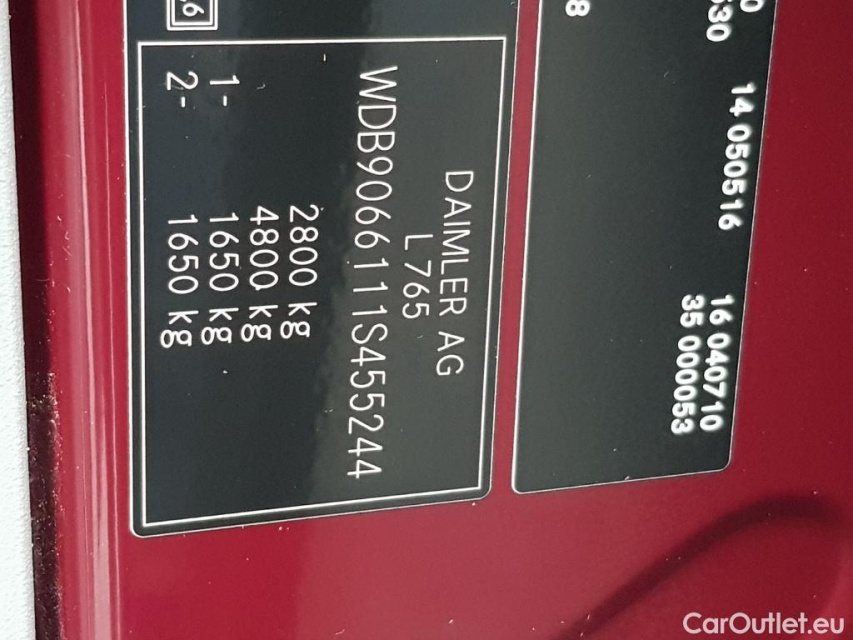 DAIMLER AG
L 765
WDB9066111S455244
2800 kg
4800 kg
1- 1650 kg
2- 1650 kg
14 050516
16 040710
35 000053
CarOutlet.eu